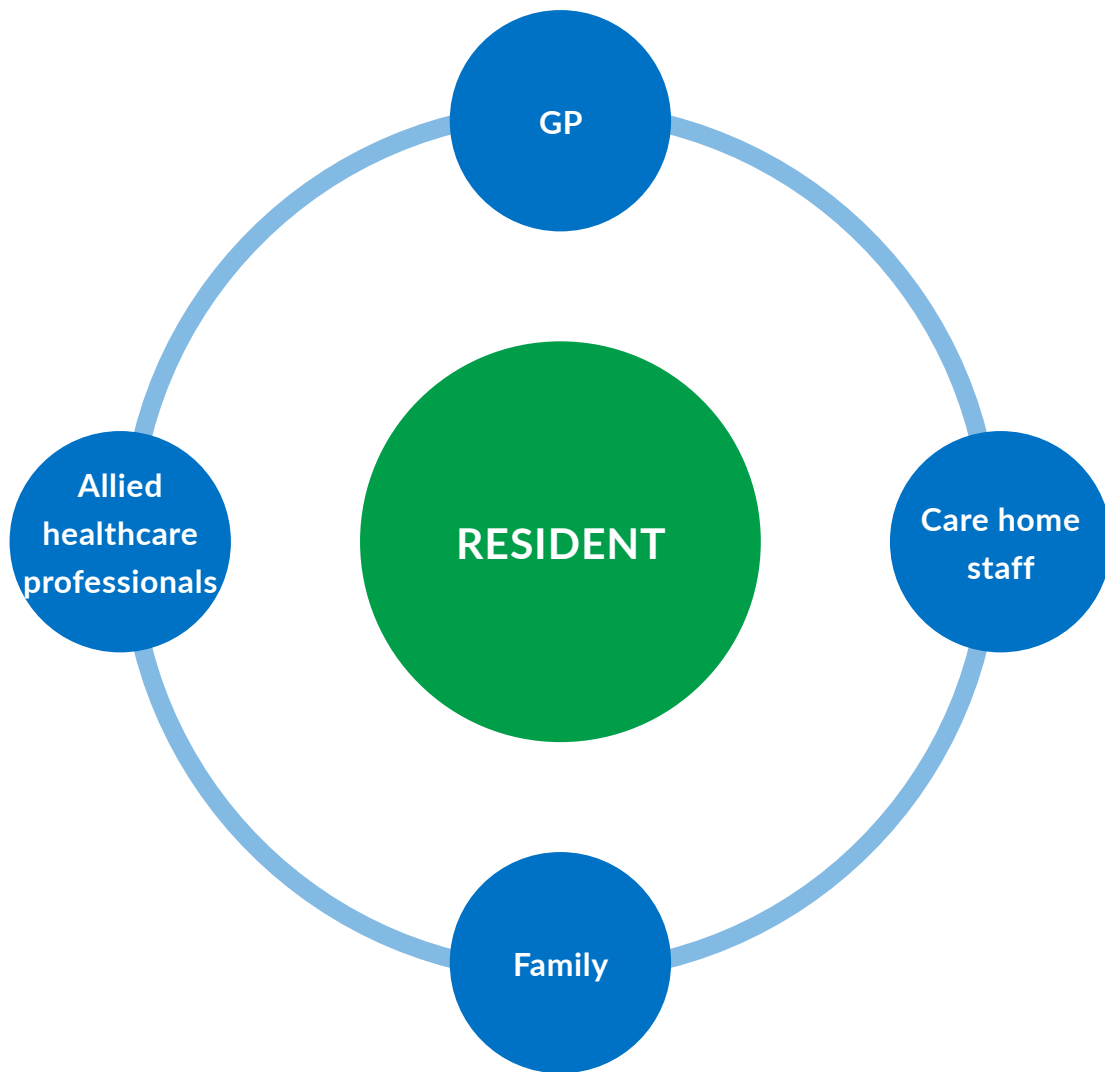 GP
Allied
healthcare
professionals
RESIDENT
Care home
staff
Family